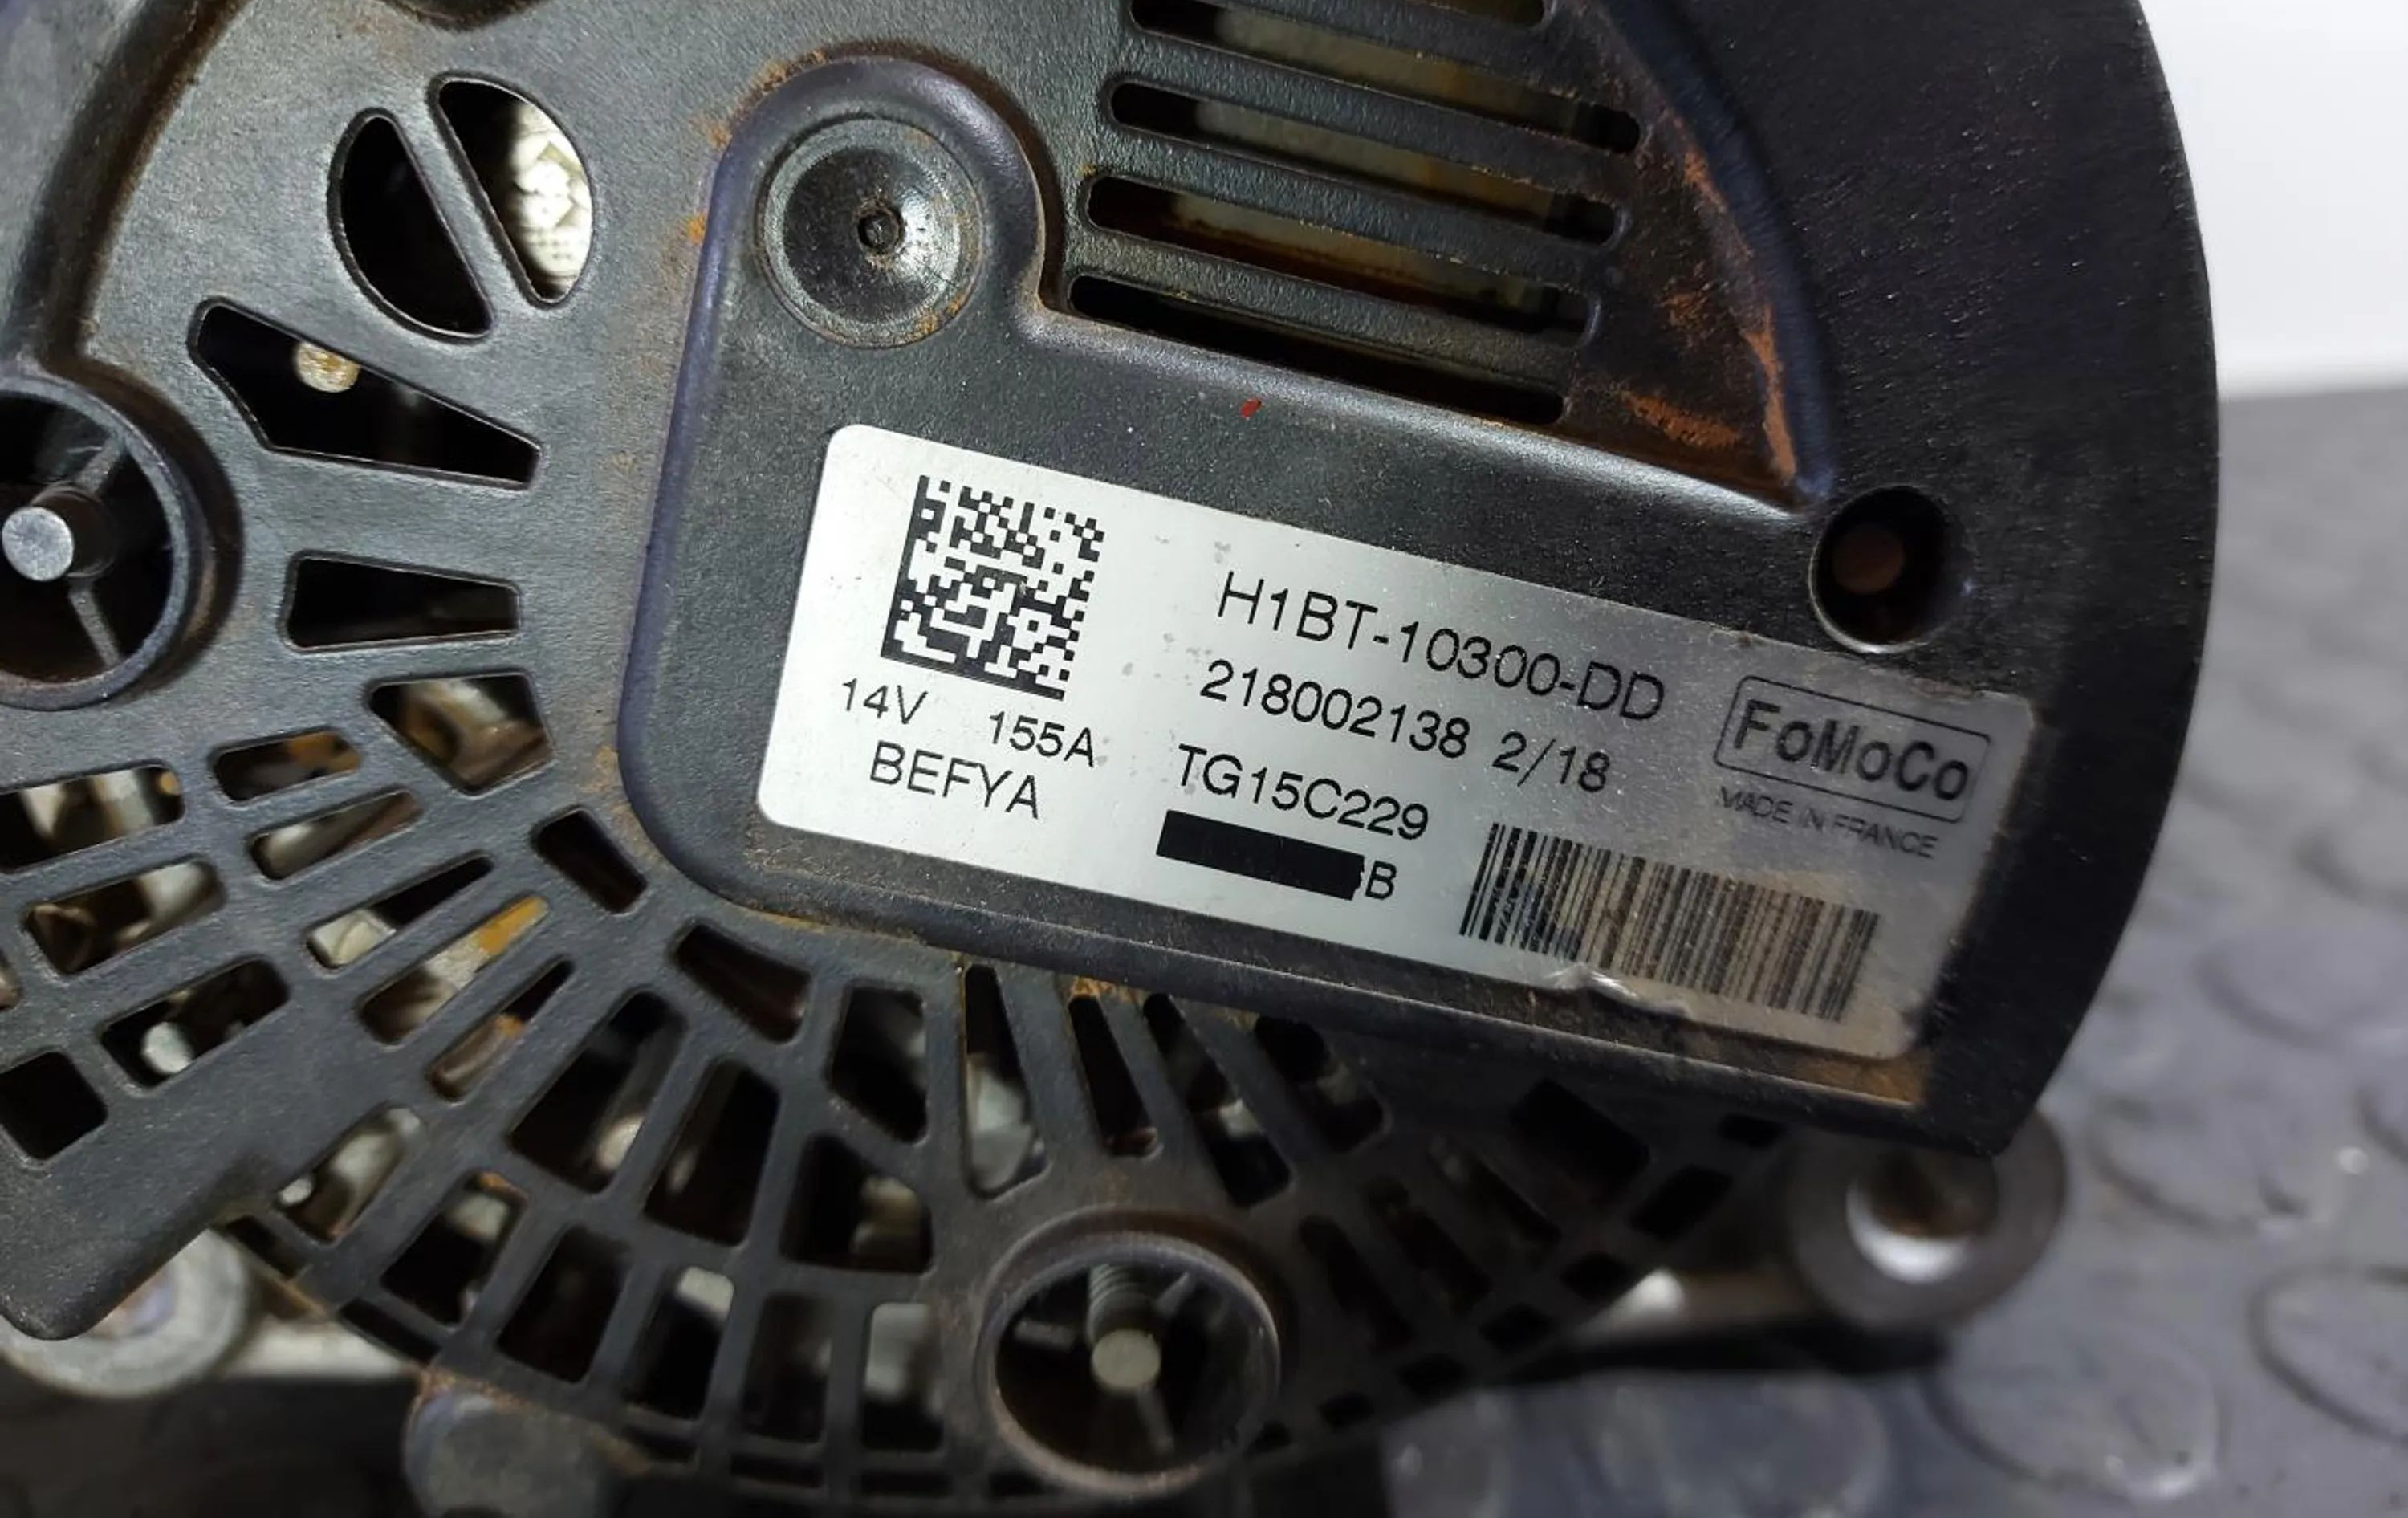 H1BT-10300-DD
218002138 2/18
14V 155A
TG15C229
BEFYA
B
FoMoCo
MADE IN FRANCE